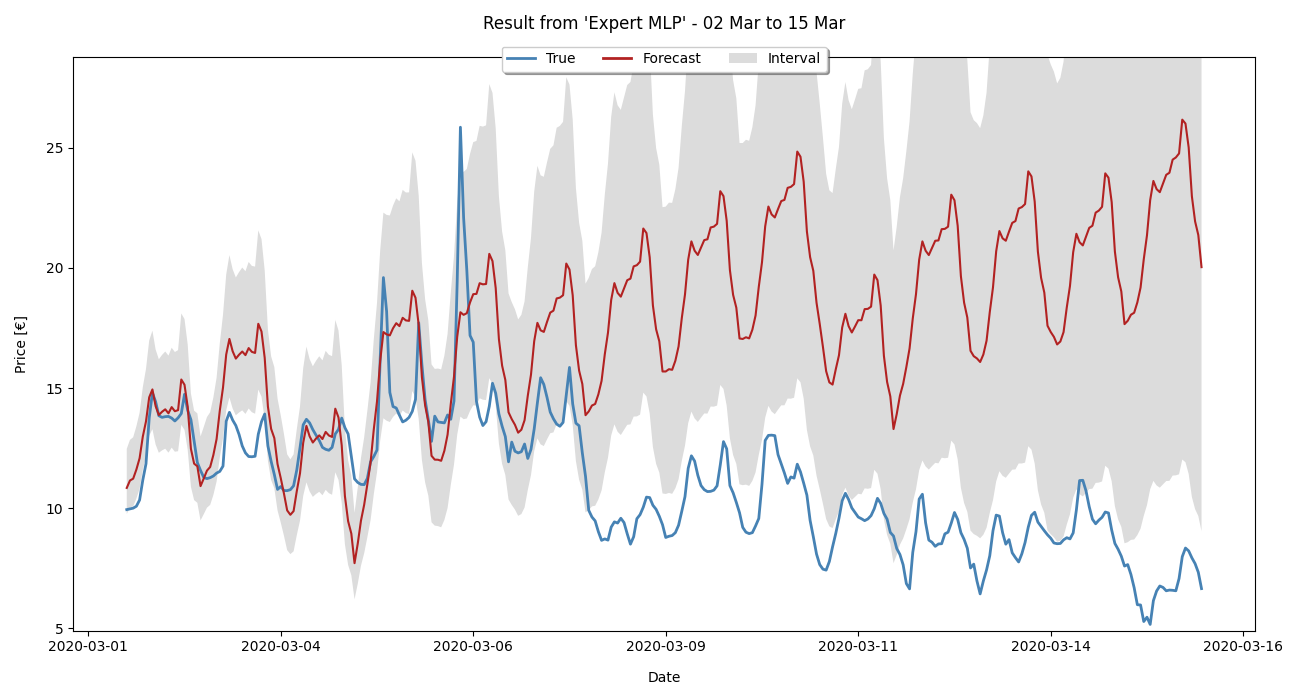 Result from 'Expert MLP' - 02 Mar to 15 Mar
True Forecast Interval
Price [€]
25
20
15
10
5
2020-03-01 2020-03-04 2020-03-06 2020-03-09 2020-03-11 2020-03-14 2020-03-16
Date